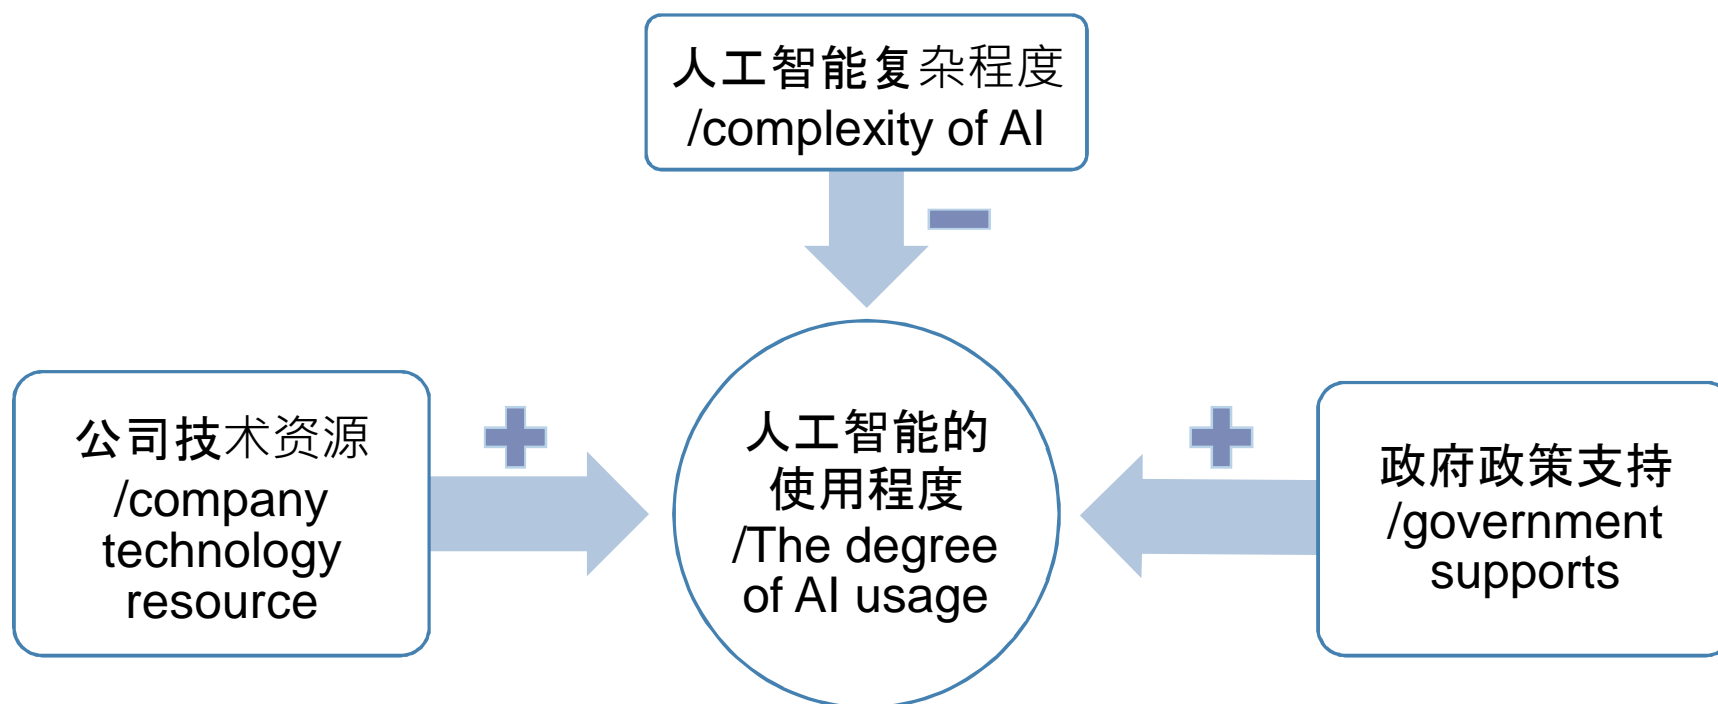 人工智能复杂程度
/complexity of AI
公司技术资源
/company
technology
resource
人工智能的
使用程度
/The degree
of AI usage
政府政策支持
/government
supports